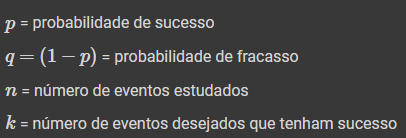 p = probabilidade de sucesso
q = (1 − p) = probabilidade de fracasso
n = número de eventos estudados
k = número de eventos desejados que tenham sucesso